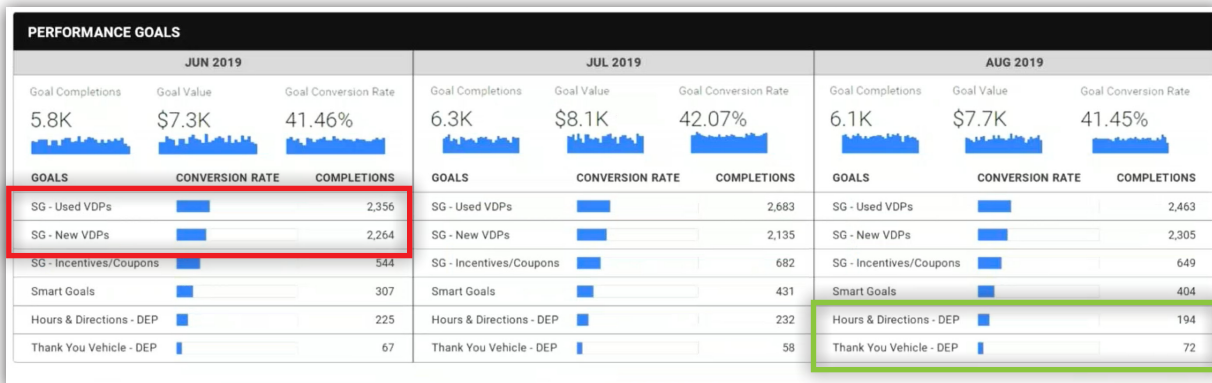 PERFORMANCE GOALS
JUN 2019 JUL 2019 AUG 2019
Goal Completions Goal Value Goal Conversion Rate Goal Completions Goal Value Goal Conversion Rate Goal Completions Goal Value Goal Conversion Rate
5.8K $7.3K 41.46% 6.3K $8.1K 42.07% 6.1K $7.7K 41.45%
GOALS CONVERSION RATE COMPLETIONS GOALS CONVERSION RATE COMPLETIONS GOALS CONVERSION RATE COMPLETIONS
SG - Used VDPs 2,356 SG - Used VDPs 2,683 SG - Used VDPs 2,463
SG - New VDPs 2,264 SG - New VDPs 2,135 SG - New VDPs 2,305
SG - Incentives/Coupons 544 SG - Incentives/Coupons 682 SG - Incentives/Coupons 649
Smart Goals 307 Smart Goals 431 Smart Goals 404
Hours & Directions - DEP 225 Hours & Directions - DEP 232 Hours & Directions - DEP 194
Thank You Vehicle - DEP 67 Thank You Vehicle - DEP 58 Thank You Vehicle - DEP 72